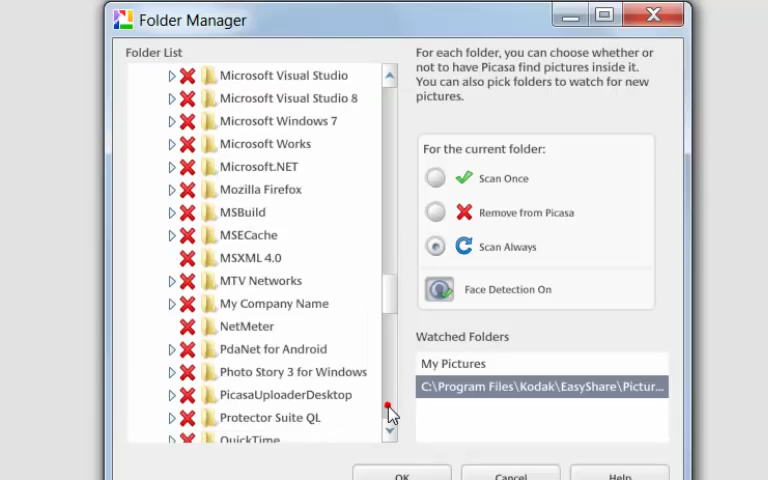 Folder Manager
Folder List
Microsoft Visual Studio
Microsoft Visual Studio 8
Microsoft Windows 7
Microsoft Works
Microsoft.NET
Mozilla Firefox
MSBuild
MSECache
MSXML 4.0
MTV Networks
My Company Name
NetMeter
PdaNet for Android
Photo Story 3 for Windows
PicasaUploaderDesktop
Protector Suite QL
QuickTime
For each folder, you can choose whether or
not to have Picasa find pictures inside it.
You can also pick folders to watch for new
pictures.
For the current folder:
Scan Once
Remove from Picasa
Scan Always
Face Detection On
Watched Folders
My Pictures
C:\Program Files\Kodak\EasyShare\Pictur...
OK
Cancel
Help